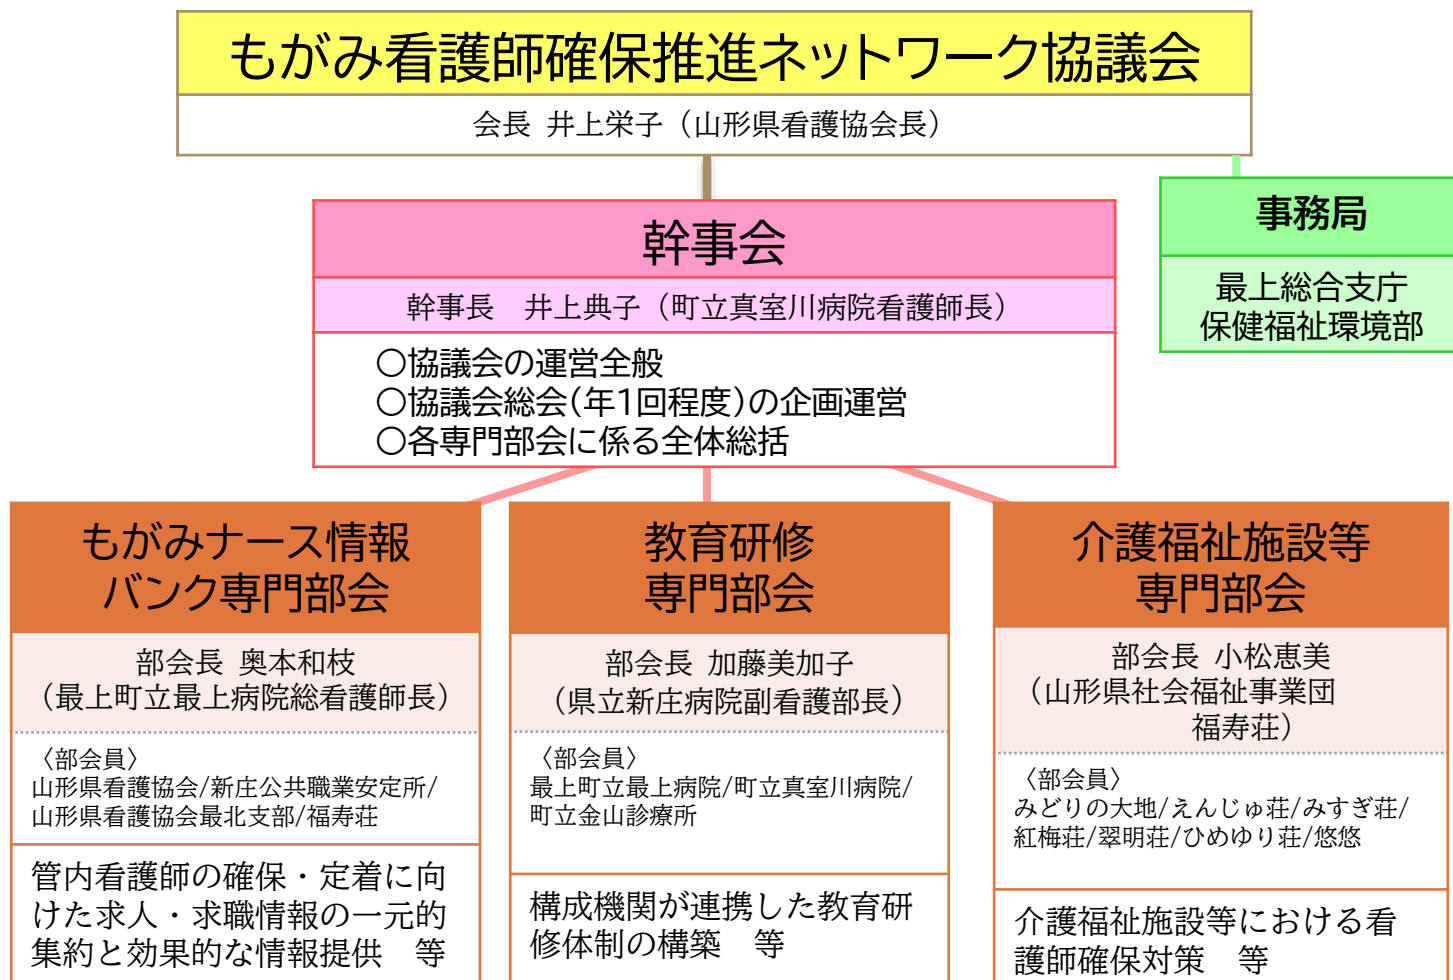 もがみ看護師確保推進ネットワーク協議会
会長 井上栄子（山形県看護協会長）
事務局
最上総合支庁
保健福祉環境部
幹事会
幹事長　井上典子（町立真室川病院看護師長）
○協議会の運営全般
○協議会総会(年1回程度)の企画運営
○各専門部会に係る全体総括
もがみナース情報
バンク専門部会
部会長 奥本和枝
（最上町立最上病院総看護師長）
〈部会員〉
山形県看護協会/新庄公共職業安定所/
山形県看護協会最北支部/福寿荘
管内看護師の確保・定着に向
けた求人・求職情報の一元的
集約と効果的な情報提供　等
教育研修
専門部会
部会長 加藤美加子
（県立新庄病院副看護部長）
〈部会員〉
最上町立最上病院/町立真室川病院/
町立金山診療所
構成機関が連携した教育研
修体制の構築　等
介護福祉施設等
専門部会
部会長 小松恵美
（山形県社会福祉事業団
福寿荘）
〈部会員〉
みどりの大地/えんじゅ荘/みすぎ荘/
紅梅荘/翠明荘/ひめゆり荘/悠悠
介護福祉施設等における看
護師確保対策　等